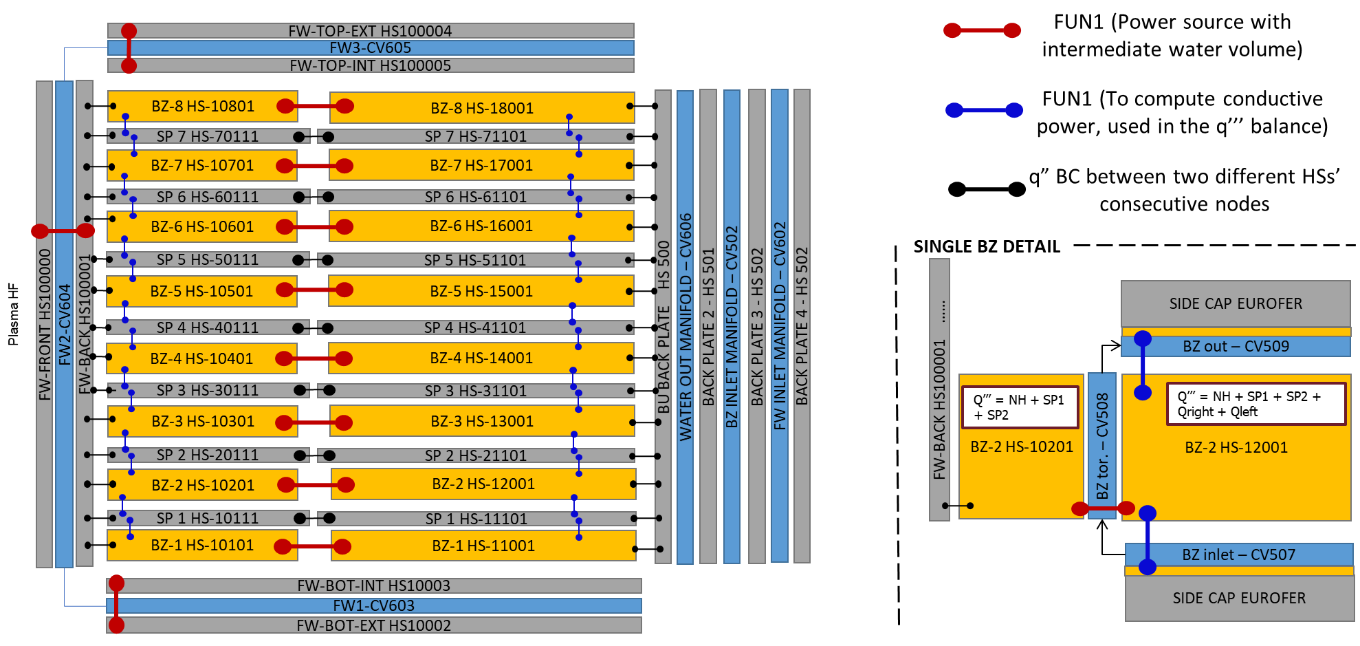 FW-TOP-EXT HS100004
FW3-CV605
FW-TOP-INT HS100005
Plasma HF
FW-FRONT HS100000
FW2-CV604
FW-BACK HS100001
BZ-8 HS-10801
BZ-8 HS-18001
SP 7 HS-70111
SP 7 HS-71101
BZ-7 HS-10701
BZ-7 HS-17001
SP 6 HS-60111
SP 6 HS-61101
BZ-6 HS-10601
BZ-6 HS-16001
SP 5 HS-50111
SP 5 HS-51101
BZ-5 HS-10501
BZ-5 HS-15001
SP 4 HS-40111
SP 4 HS-41101
BZ-4 HS-10401
BZ-4 HS-14001
SP 3 HS-30111
SP 3 HS-31101
BZ-3 HS-10301
BZ-3 HS-13001
SP 2 HS-20111
SP 2 HS-21101
BZ-2 HS-10201
BZ-2 HS-12001
SP 1 HS-10111
SP 1 HS-11101
BZ-1 HS-10101
BZ-1 HS-11001
FW-BOT-INT HS10003
FW1-CV603
FW-BOT-EXT HS10002
BU BACK PLATE HS 500
WATER OUT MANIFOLD – CV606
BACK PLATE 2 - HS 501
BZ INLET MANIFOLD – CV502
BACK PLATE 3 - HS 502
FW INLET MANIFOLD – CV602
BACK PLATE 4 - HS 502
FUN1 (Power source with
intermediate water volume)
FUN1 (To compute conductive
power, used in the q’’’ balance)
q’’ BC between two different HSs’
consecutive nodes
SINGLE BZ DETAIL
FW-BACK HS100001 ......
SIDE CAP EUROFER
BZ out – CV509
Q’’’ = NH + SP1
+ SP2
BZ-2 HS-10201
BZ tor. – CV508
Q’’’ = NH + SP1 + SP2 +
Qright + Qleft
BZ-2 HS-12001
BZ inlet – CV507
SIDE CAP EUROFER